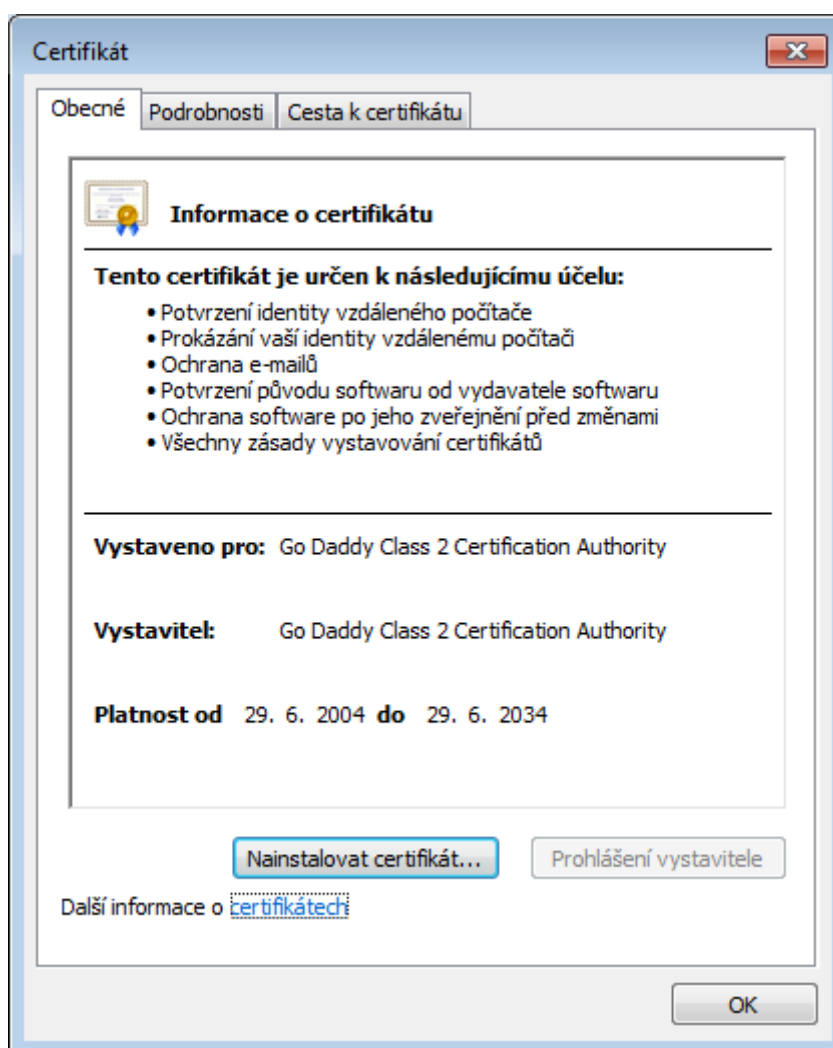 Certifikát
Obecné Podrobnosti Cesta k certifikátu
Informace o certifikátu
Tento certifikát je určen k následujícímu účelu:
• Potvrzení identity vzdáleného počítače
• Prokázání vaší identity vzdálenému počítači
• Ochrana e-mailů
• Potvrzení původu softwaru od vydavatele softwaru
• Ochrana software po jeho zveřejnění před změnami
• Všechny zásady vystavování certifikátů
Vystaveno pro: Go Daddy Class 2 Certification Authority
Vystavitel: Go Daddy Class 2 Certification Authority
Platnost od 29. 6. 2004 do 29. 6. 2034
Nainstalovat certifikát... Prohlášení vystavitele
Další informace o certifikátech
OK